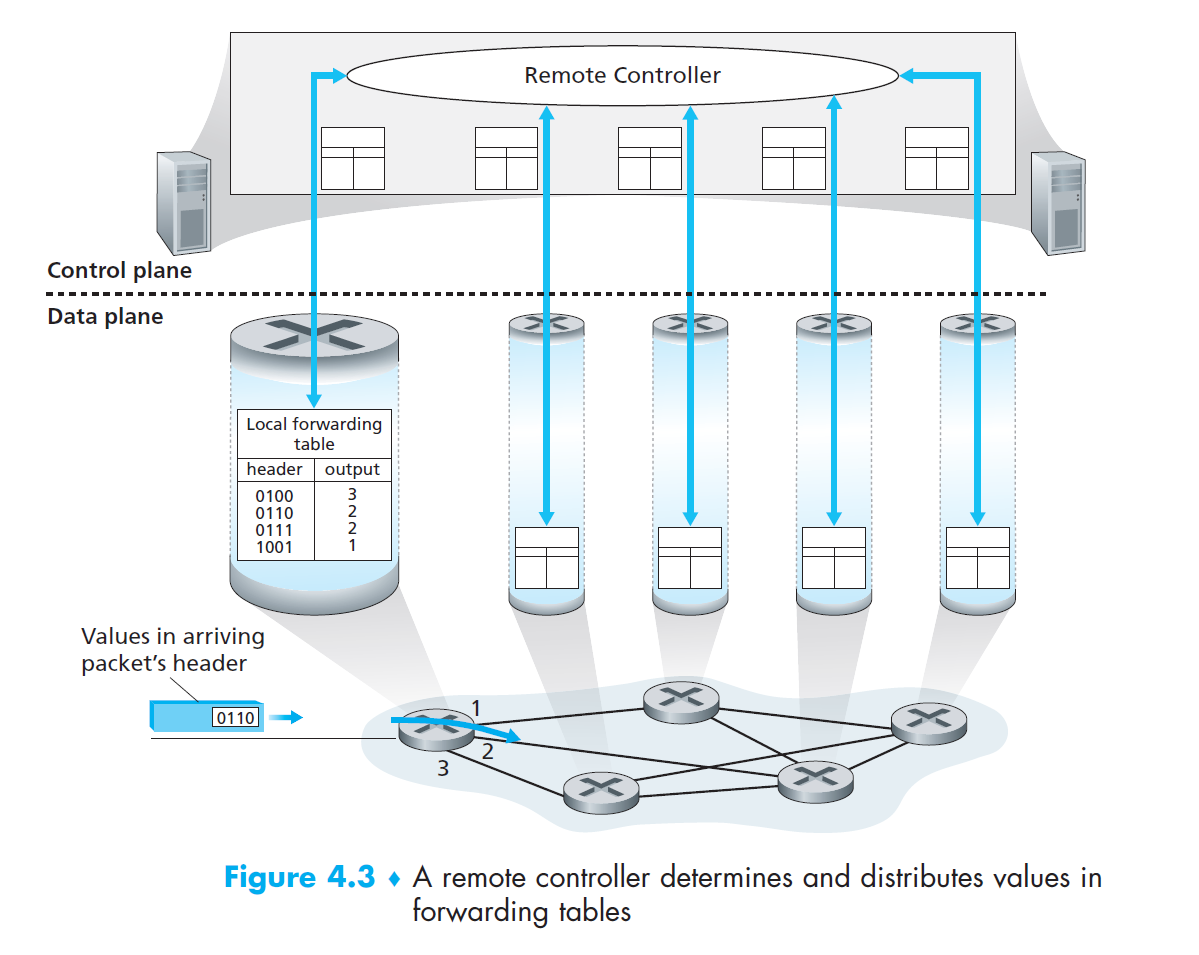 Remote Controller
Control plane
Data plane
Local forwarding
table
header output
0100 3
0110 2
0111 2
1001 1
Values in arriving
packet’s header
0110
1
2
3
Figure 4.3 ♦ A remote controller determines and distributes values in
forwarding tables